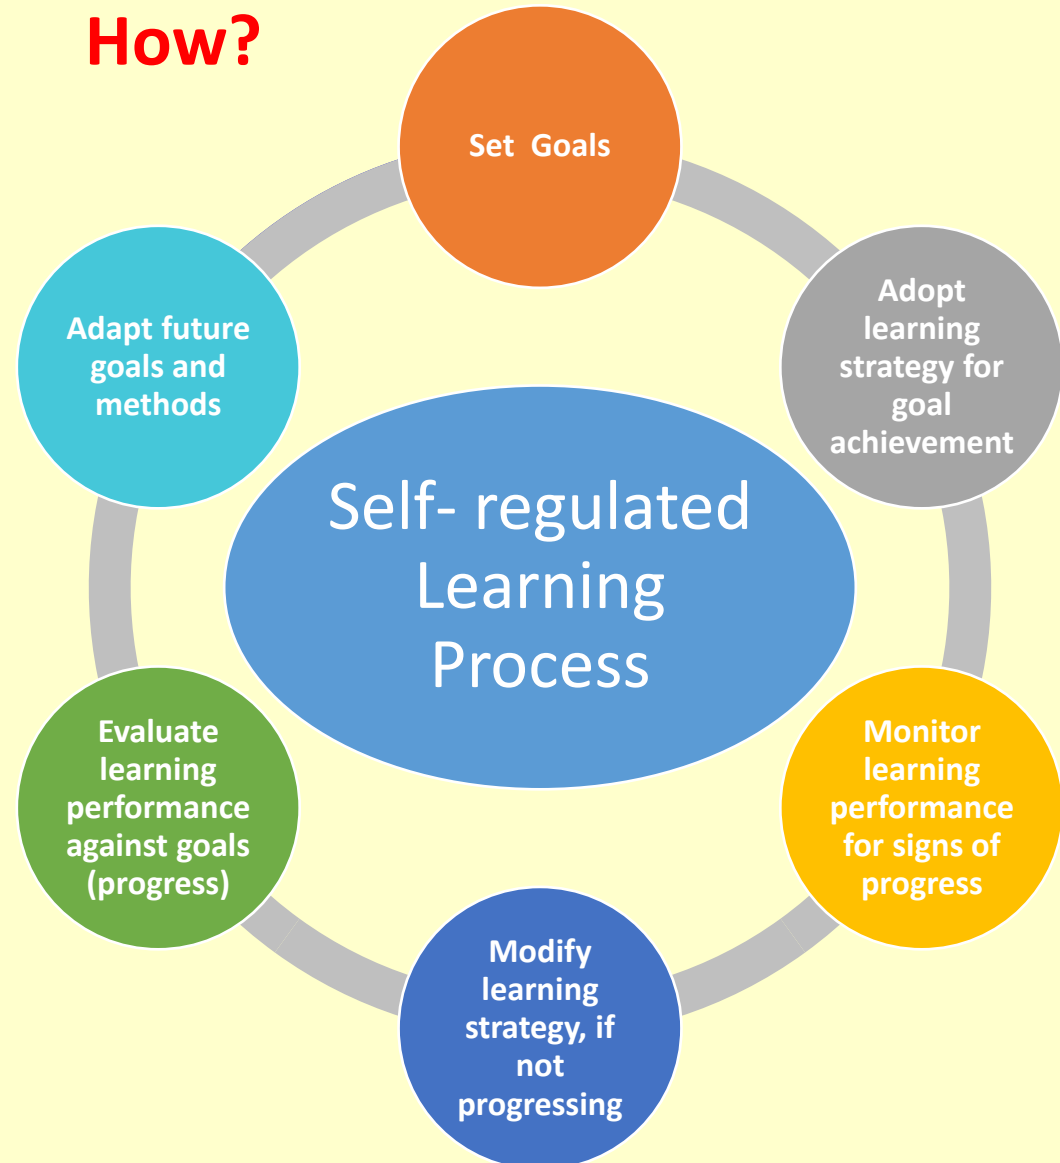 How?
Set Goals
Adopt
learning
strategy for
goal
achievement
Monitor
learning
performance
for signs of
progress
Modify
learning
strategy, if
not
progressing
Evaluate
learning
performance
against goals
(progress)
Adapt future
goals and
methods
Self- regulated
Learning
Process